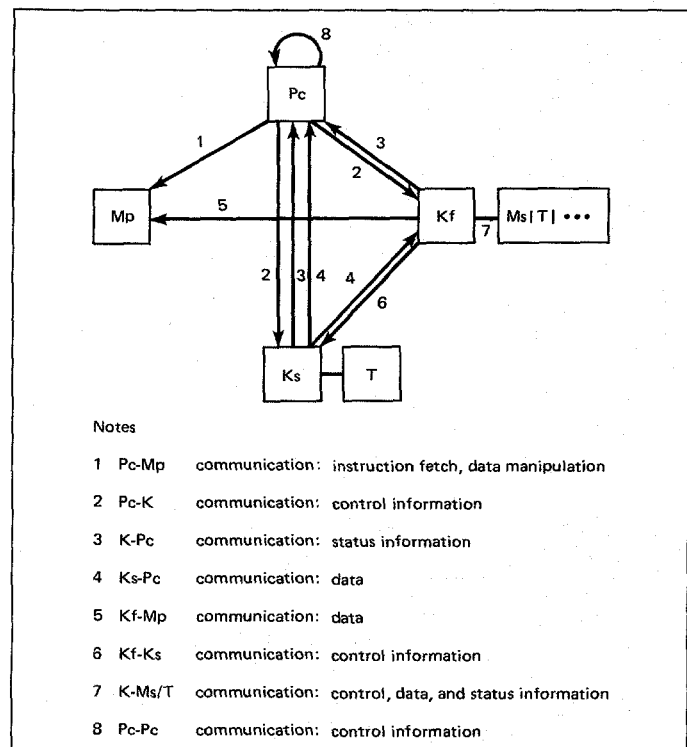 8
Pc
1
3
2
Mp
5
Kf
7
Ms|T| •••
2
3
4
4
6
Ks
T
Notes
1 Pc-Mp communication: instruction fetch, data manipulation
2 Pc-K communication: control information
3 K-Pc communication: status information
4 Ks-Pc communication: data
5 Kf-Mp communication: data
6 Kf-Ks communication: control information
7 K-Ms/T communication: control, data, and status information
8 Pc-Pc communication: control information